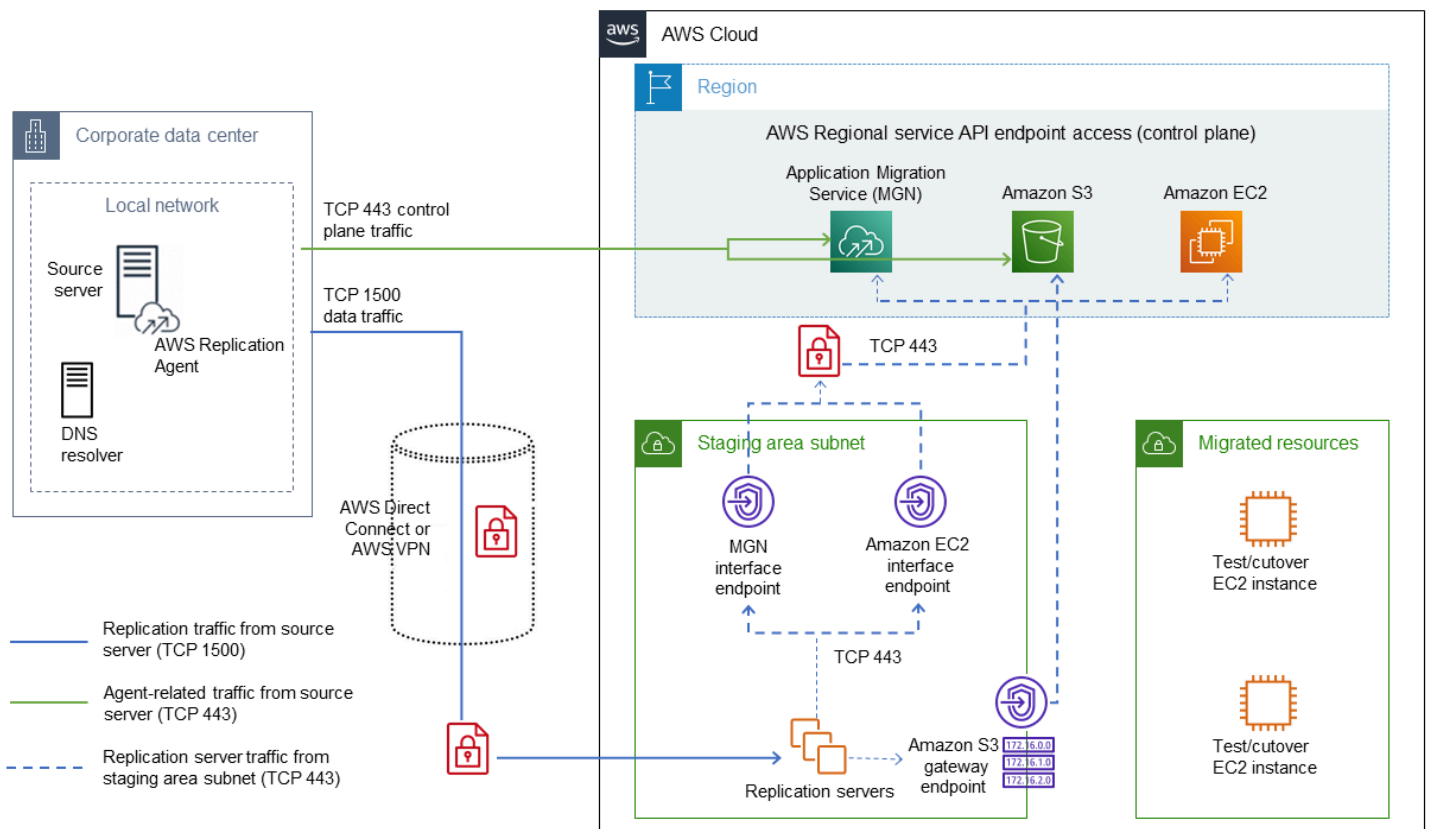 aws
AWS Cloud
Region
AWS Regional service API endpoint access (control plane)
Application Migration
Service (MGN)
Amazon S3
Amazon EC2
Corporate data center
Local network
Source
server
AWS Replication
Agent
DNS
resolver
TCP 443 control
plane traffic
TCP 1500
data traffic
TCP 443
AWS Direct
Connect or
AWS VPN
Staging area subnet
MGN
interface
endpoint
Amazon EC2
interface
endpoint
TCP 443
Replication servers
Amazon S3
gateway
endpoint
172.16.0.0
172.16.1.0
172.16.2.0
Migrated resources
Test/cutover
EC2 instance
Test/cutover
EC2 instance
Replication traffic from source
server (TCP 1500)
Agent-related traffic from source
server (TCP 443)
Replication server traffic from
staging area subnet (TCP 443)